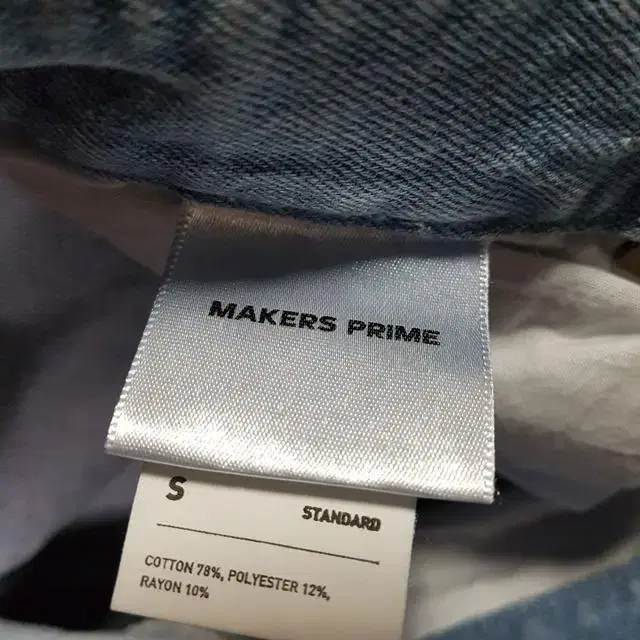 MAKERS PRIME
S
STANDARD
COTTON 78%, POLYESTER 12%,
RAYON 10%